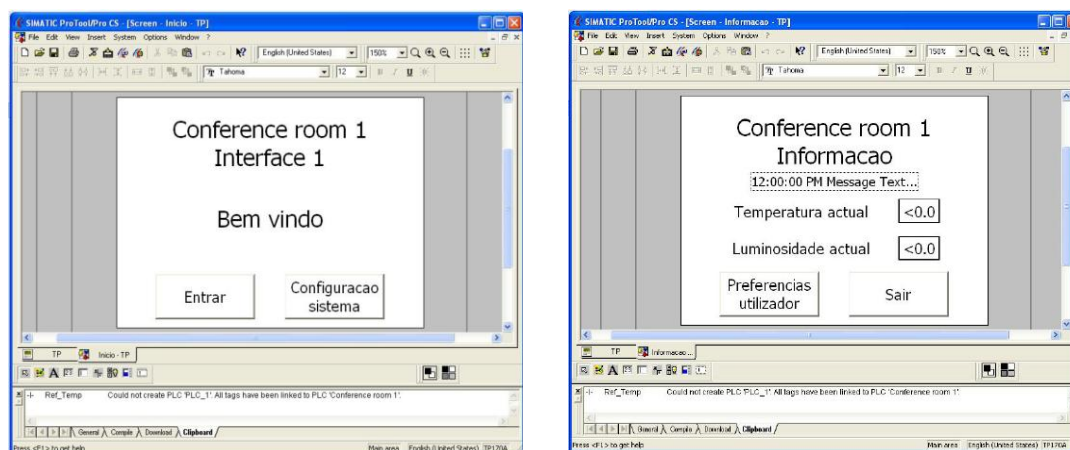 SIMATIC ProTool/Pro CS - [Screen - Inicio - TP]
File Edit View Insert System Options Window ?
English (United States) 150%
Tahoma 12 B I U
Conference room 1
Interface 1
Bem vindo
Entrar
Configuracao
sistema
TP Inicio - TP
Ref_Temp Could not create PLC 'PLC_1'. All tags have been linked to PLC 'Conference room 1'.
General Compile Download Clipboard
Press <F1> to get help Main area English (United States) TP170A
SIMATIC ProTool/Pro CS - [Screen - Informacao - TP]
File Edit View Insert System Options Window ?
English (United States) 150%
Tahoma 12 B I U
Conference room 1
Informacao
12:00:00 PM Message Text...
Temperatura actual <0.0
Luminosidade actual <0.0
Preferencias
utilizador
Sair
TP Informacao ...
Ref_Temp Could not create PLC 'PLC_1'. All tags have been linked to PLC 'Conference room 1'.
General Compile Download Clipboard
Press <F1> to get help Main area English (United States) TP170A